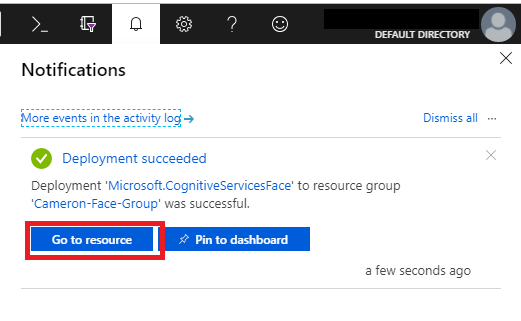 DEFAULT DIRECTORY
Notifications
More events in the activity log →
Dismiss all ...
Deployment succeeded
Deployment 'Microsoft.CognitiveServicesFace' to resource group
'Cameron-Face-Group' was successful.
Go to resource
Pin to dashboard
a few seconds ago